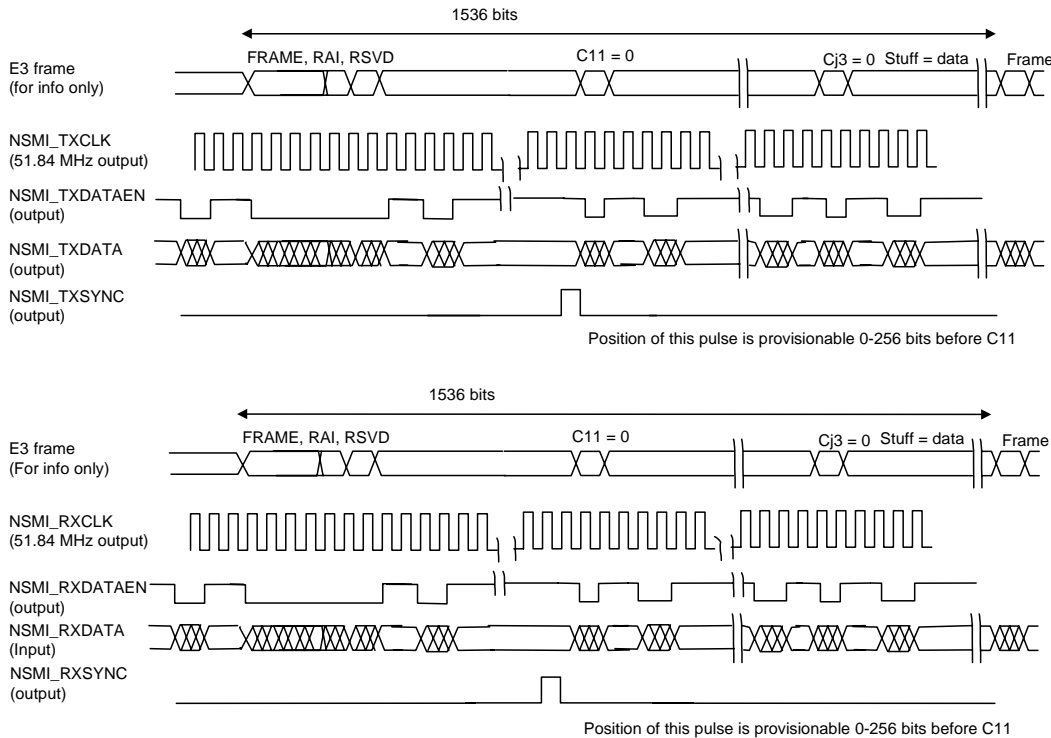 1536 bits
FRAME, RAI, RSVD
C11 = 0
Cj3 = 0 Stuff = data
Frame
E3 frame
(for info only)
NSMI_TXCLK
(51.84 MHz output)
NSMI_TXDATAEN
(output)
NSMI_TXDATA
(output)
NSMI_TXSYNC
(output)
Position of this pulse is provisionable 0-256 bits before C11
1536 bits
FRAME, RAI, RSVD
C11 = 0
Cj3 = 0 Stuff = data
Frame
E3 frame
(For info only)
NSMI_RXCLK
(51.84 MHz output)
NSMI_RXDATAEN
(output)
NSMI_RXDATA
(Input)
NSMI_RXSYNC
(output)
Position of this pulse is provisionable 0-256 bits before C11